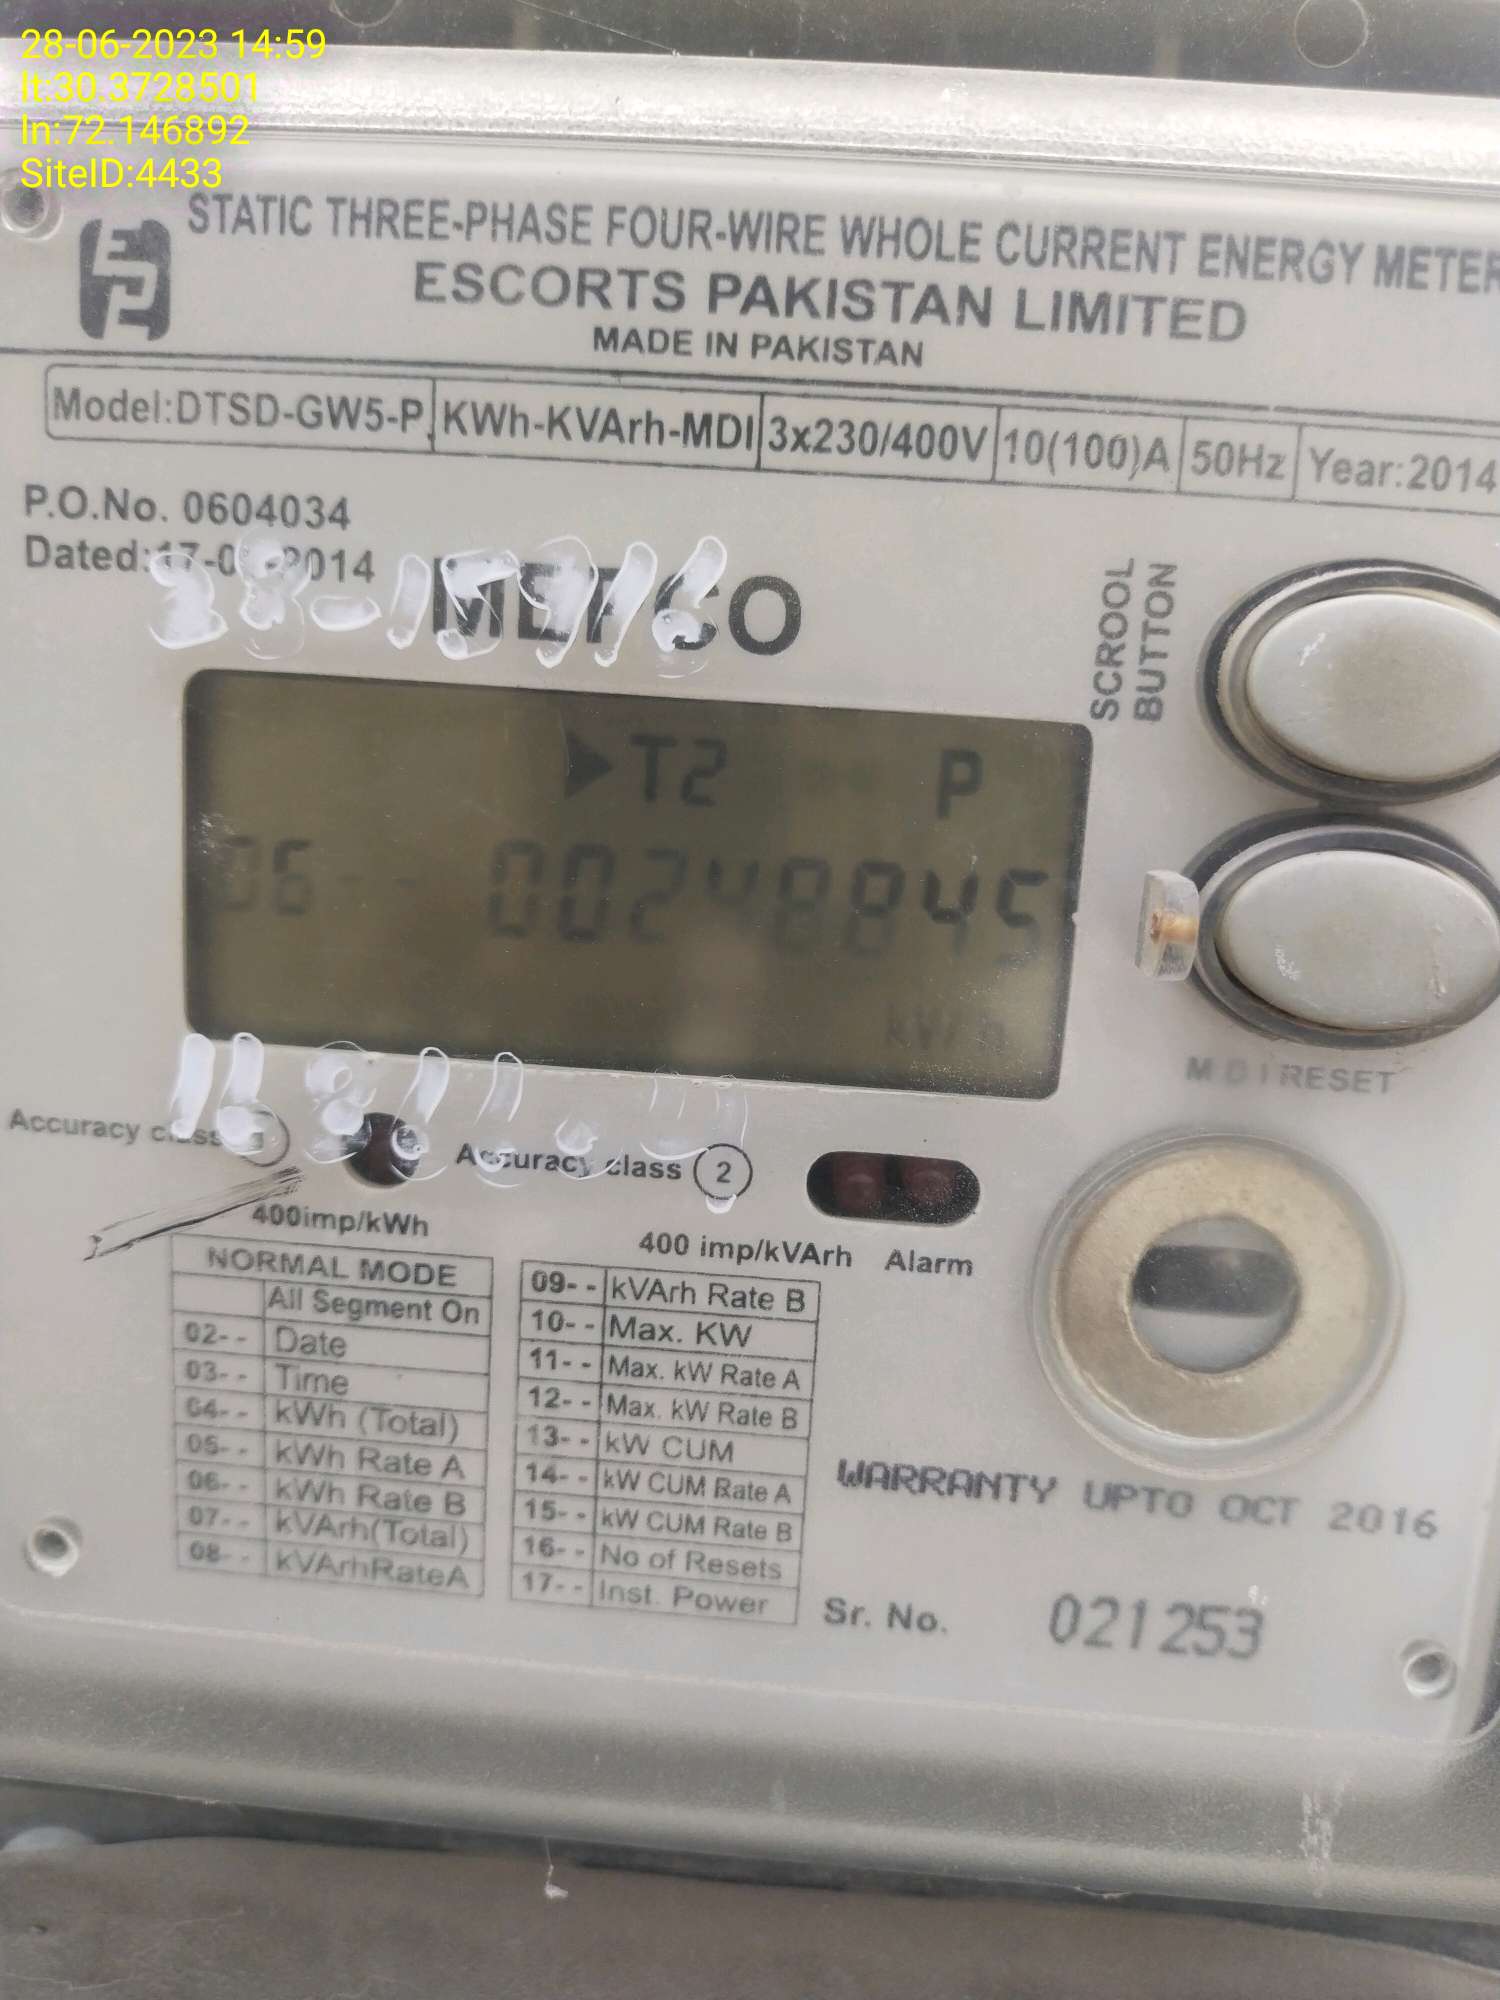 28-06-2023 14:59
lt:30.3728501
ln:72.146892
SiteID:4433
STATIC THREE-PHASE FOUR-WIRE WHOLE CURRENT ENERGY METER
ESCORTS PAKISTAN LIMITED
MADE IN PAKISTAN
Model:DTSD-GW5-P KWh-KVArh-MDI 3x230/400V 10(100)A 50Hz Year:2014
P.O.No. 0604034
Dated:
MEPCO
SCROOL
BUTTON
T2 P
06-- 00248845
MDI RESET
Accuracy class
Accuracy class 2
400imp/kWh
400 imp/kVArh Alarm
NORMAL MODE
All Segment On
02-- Date
03-- Time
04-- kWh (Total)
05-- kWh Rate A
06-- kWh Rate B
07-- kVArh(Total)
08-- kVArhRateA
09-- kVArh Rate B
10-- Max. KW
11-- Max. kW Rate A
12-- Max. kW Rate B
13-- kW CUM
14-- kW CUM Rate A
15-- kW CUM Rate B
16-- No of Resets
17-- Inst. Power
WARRANTY UPTO OCT 2016
Sr. No. 021253